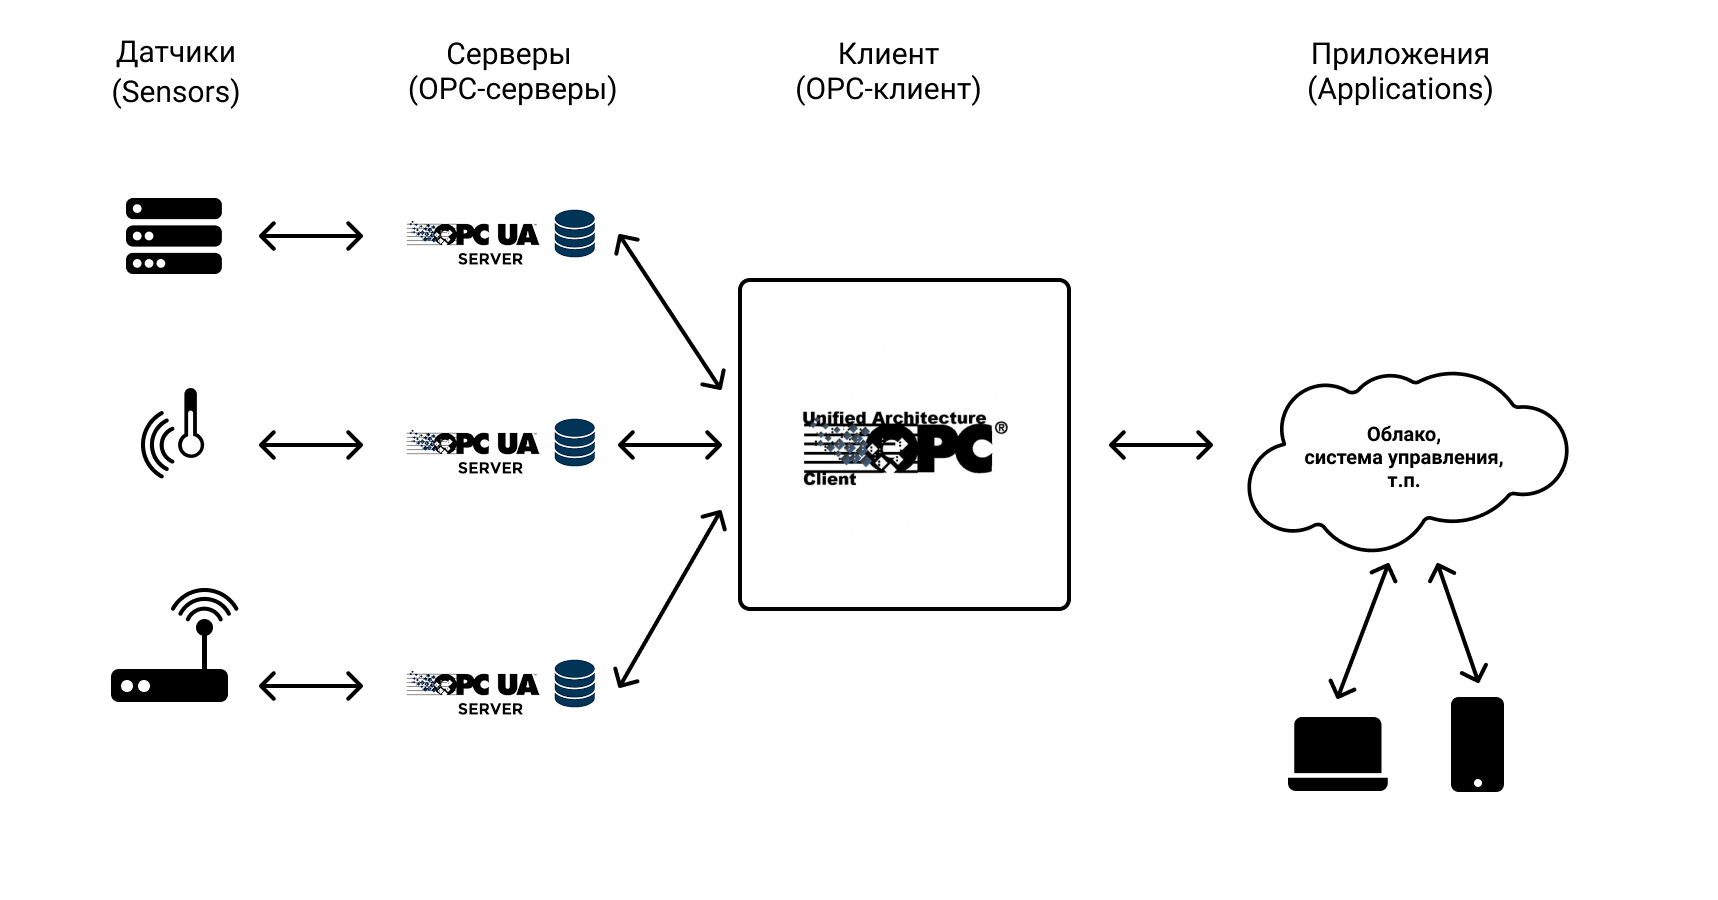 Датчики
(Sensors)
Серверы
(OPC-серверы)
Клиент
(OPC-клиент)
Приложения
(Applications)
OPC UA
SERVER
OPC UA
SERVER
OPC UA
SERVER
Unified Architecture
OPC®
Client
Облако,
система управления,
т.п.